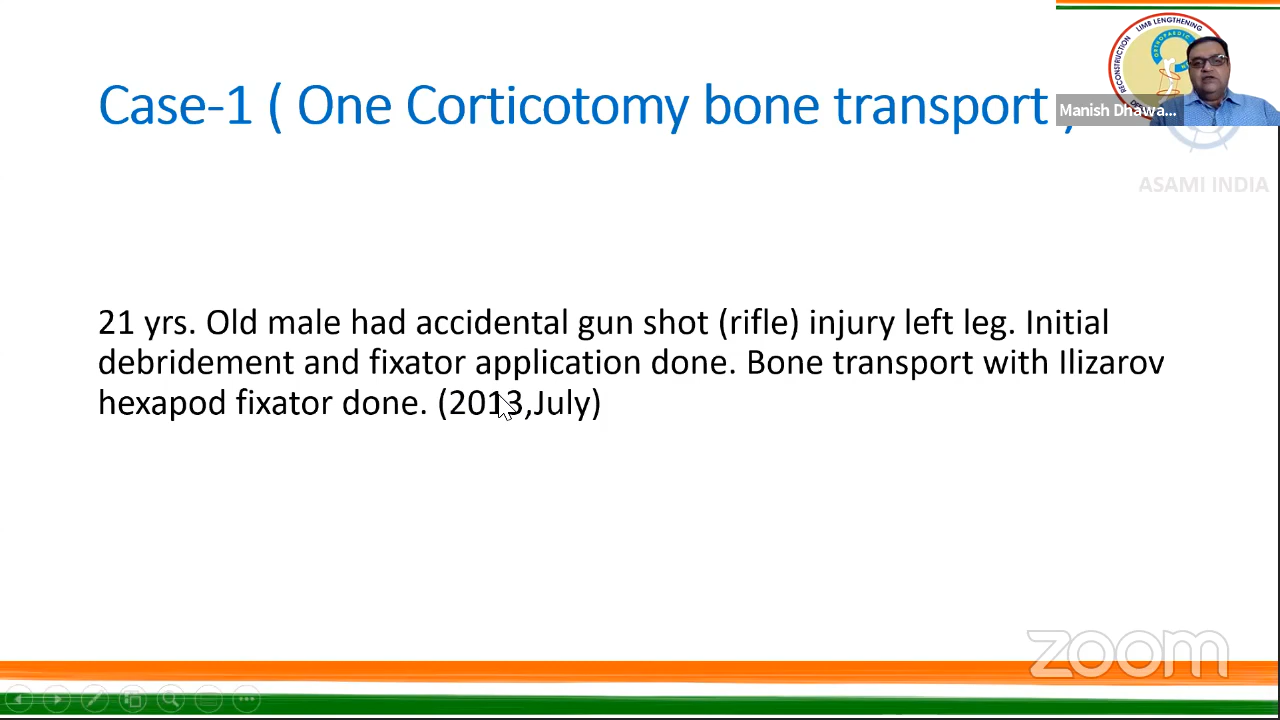 Case-1 ( One Corticotomy bone transport )
LIMB LENGTHENING
RECONSTRUCTION
ORTHOPAEDIC
Manish Dhawa...
ASAMI INDIA
21 yrs. Old male had accidental gun shot (rifle) injury left leg. Initial
debridement and fixator application done. Bone transport with Ilizarov
hexapod fixator done. (2013,July)
zoom